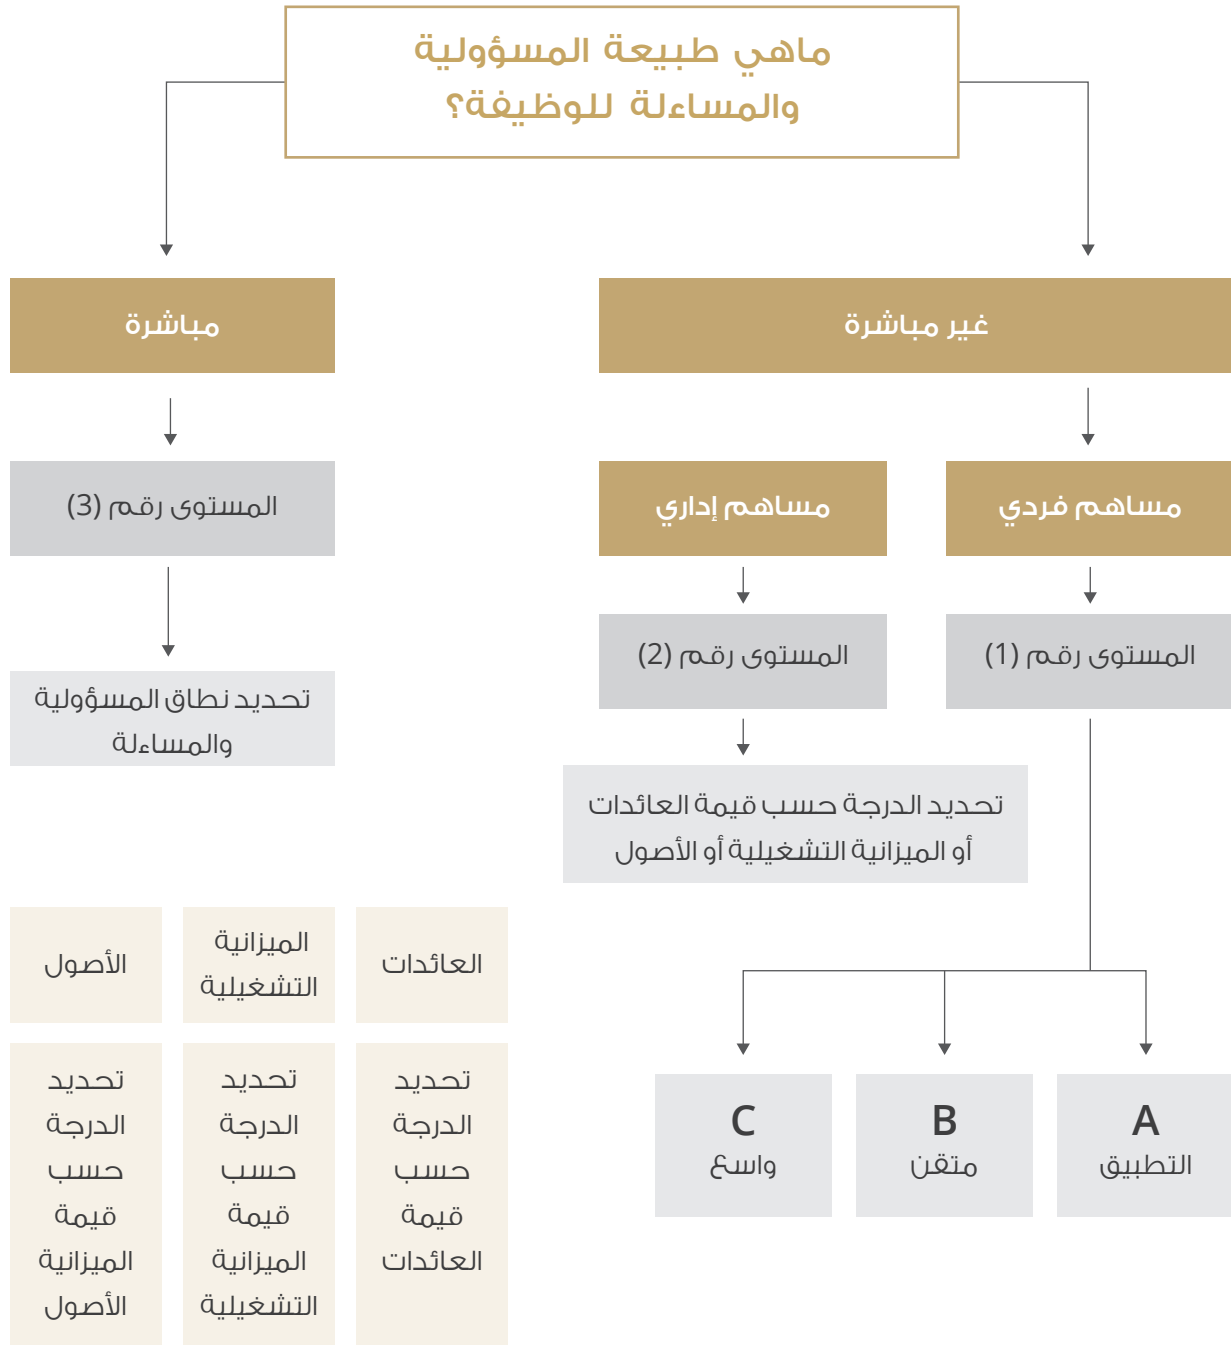 ماهي طبيعة المسؤولية
والمساءلة للوظيفة؟
غير مباشرة
مباشرة
مساهم فردي
مساهم إداري
المستوى رقم (3)
المستوى رقم (1)
المستوى رقم (2)
تحديد نطاق المسؤولية
والمساءلة
تحديد الدرجة حسب قيمة العائدات
أو الميزانية التشغيلية أو الأصول
A
التطبيق
B
متقن
C
واسع
العائدات
الميزانية
التشغيلية
الأصول
تحديد
الدرجة
حسب
قيمة
العائدات
تحديد
الدرجة
حسب
قيمة
الميزانية
التشغيلية
تحديد
الدرجة
حسب
قيمة
الميزانية
الأصول